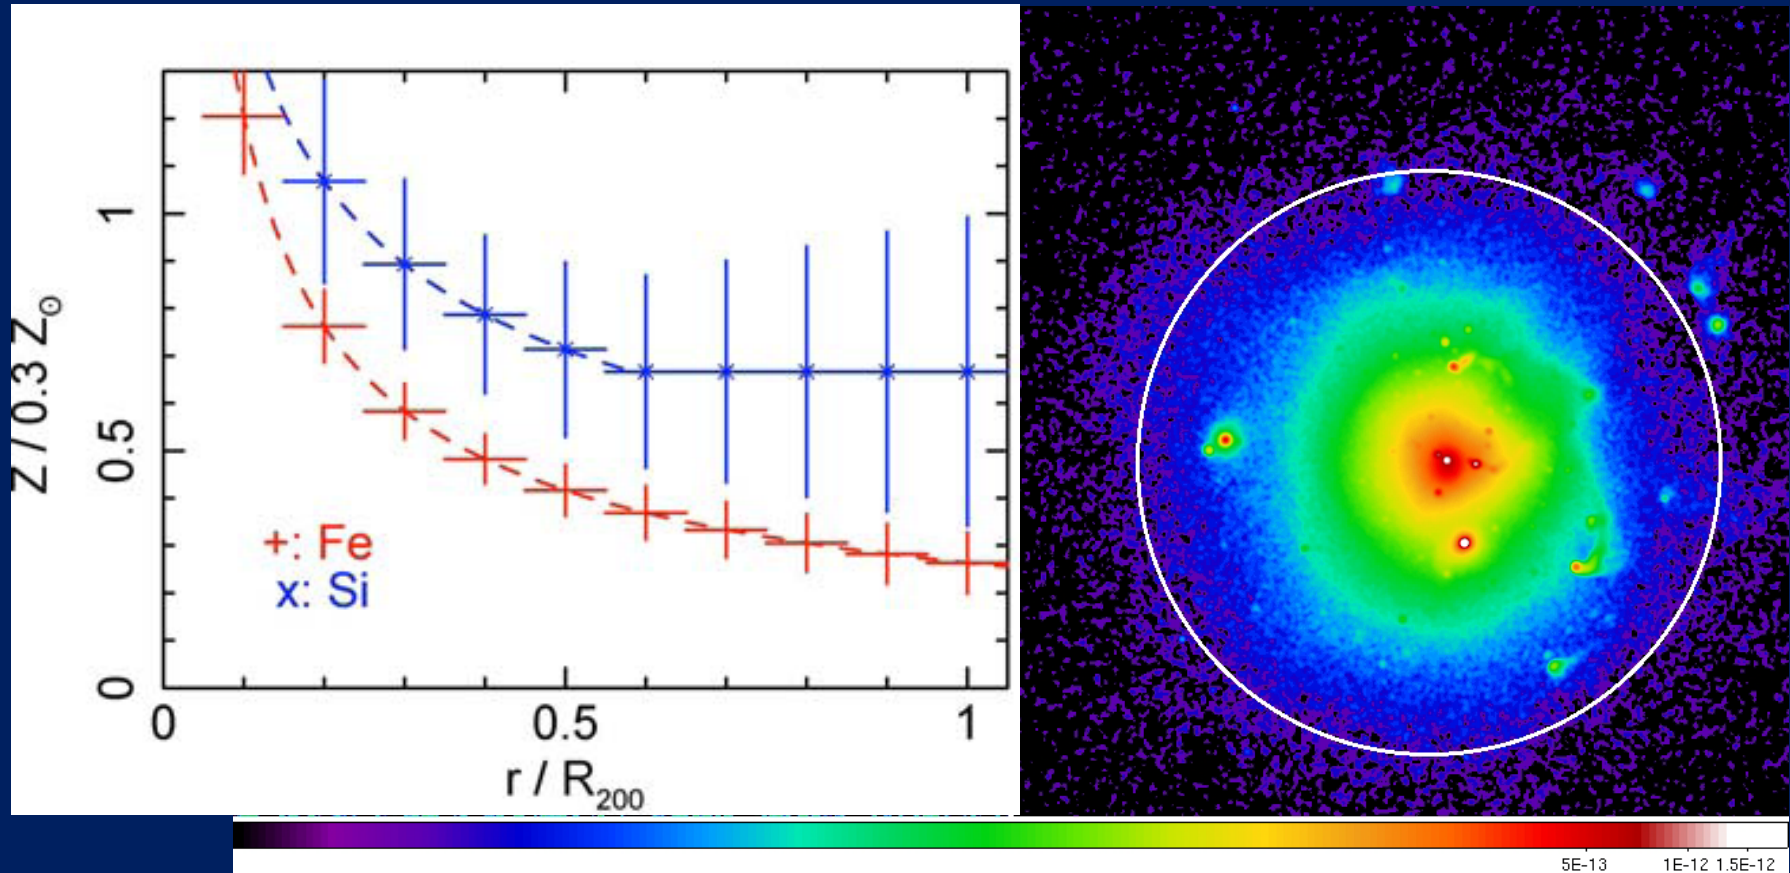 Z / 0.3 Z⊙
1
0.5
0
+: Fe
x: Si
0 0.5 1
r / R₂₀₀
5E-13 1E-12 1.5E-12